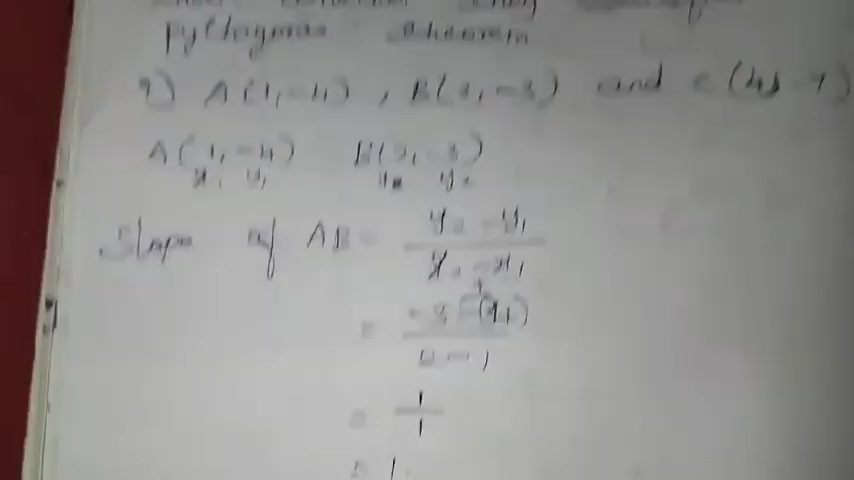 pythagoras theorem
A(1, -4), B(2, -3) and C(4, -7)
A(1, -4) B(2, -3)
x₁ y₁ x₂ y₂
Slope of AB = y₂ - y₁ / x₂ - x₁
= -3 -(-4) / 2 - 1
= 1/1
= 1